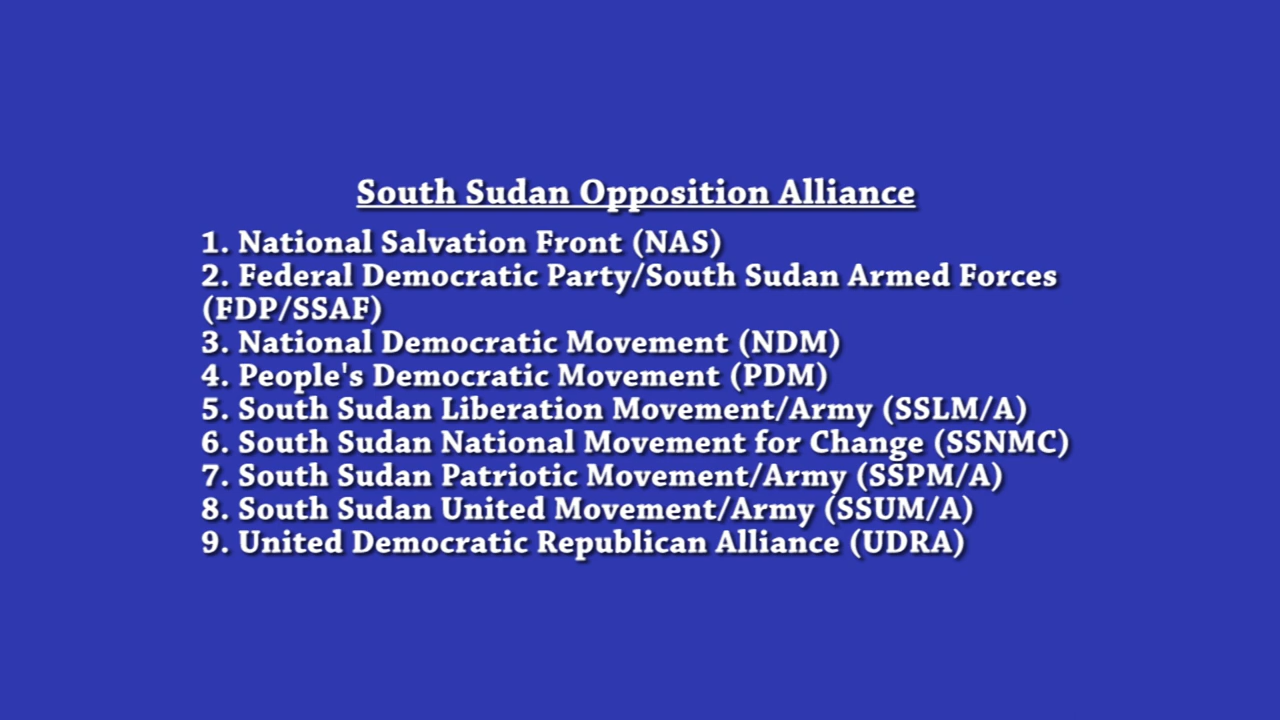 South Sudan Opposition Alliance
1. National Salvation Front (NAS)
2. Federal Democratic Party/South Sudan Armed Forces
(FDP/SSAF)
3. National Democratic Movement (NDM)
4. People's Democratic Movement (PDM)
5. South Sudan Liberation Movement/Army (SSLM/A)
6. South Sudan National Movement for Change (SSNMC)
7. South Sudan Patriotic Movement/Army (SSPM/A)
8. South Sudan United Movement/Army (SSUM/A)
9. United Democratic Republican Alliance (UDRA)